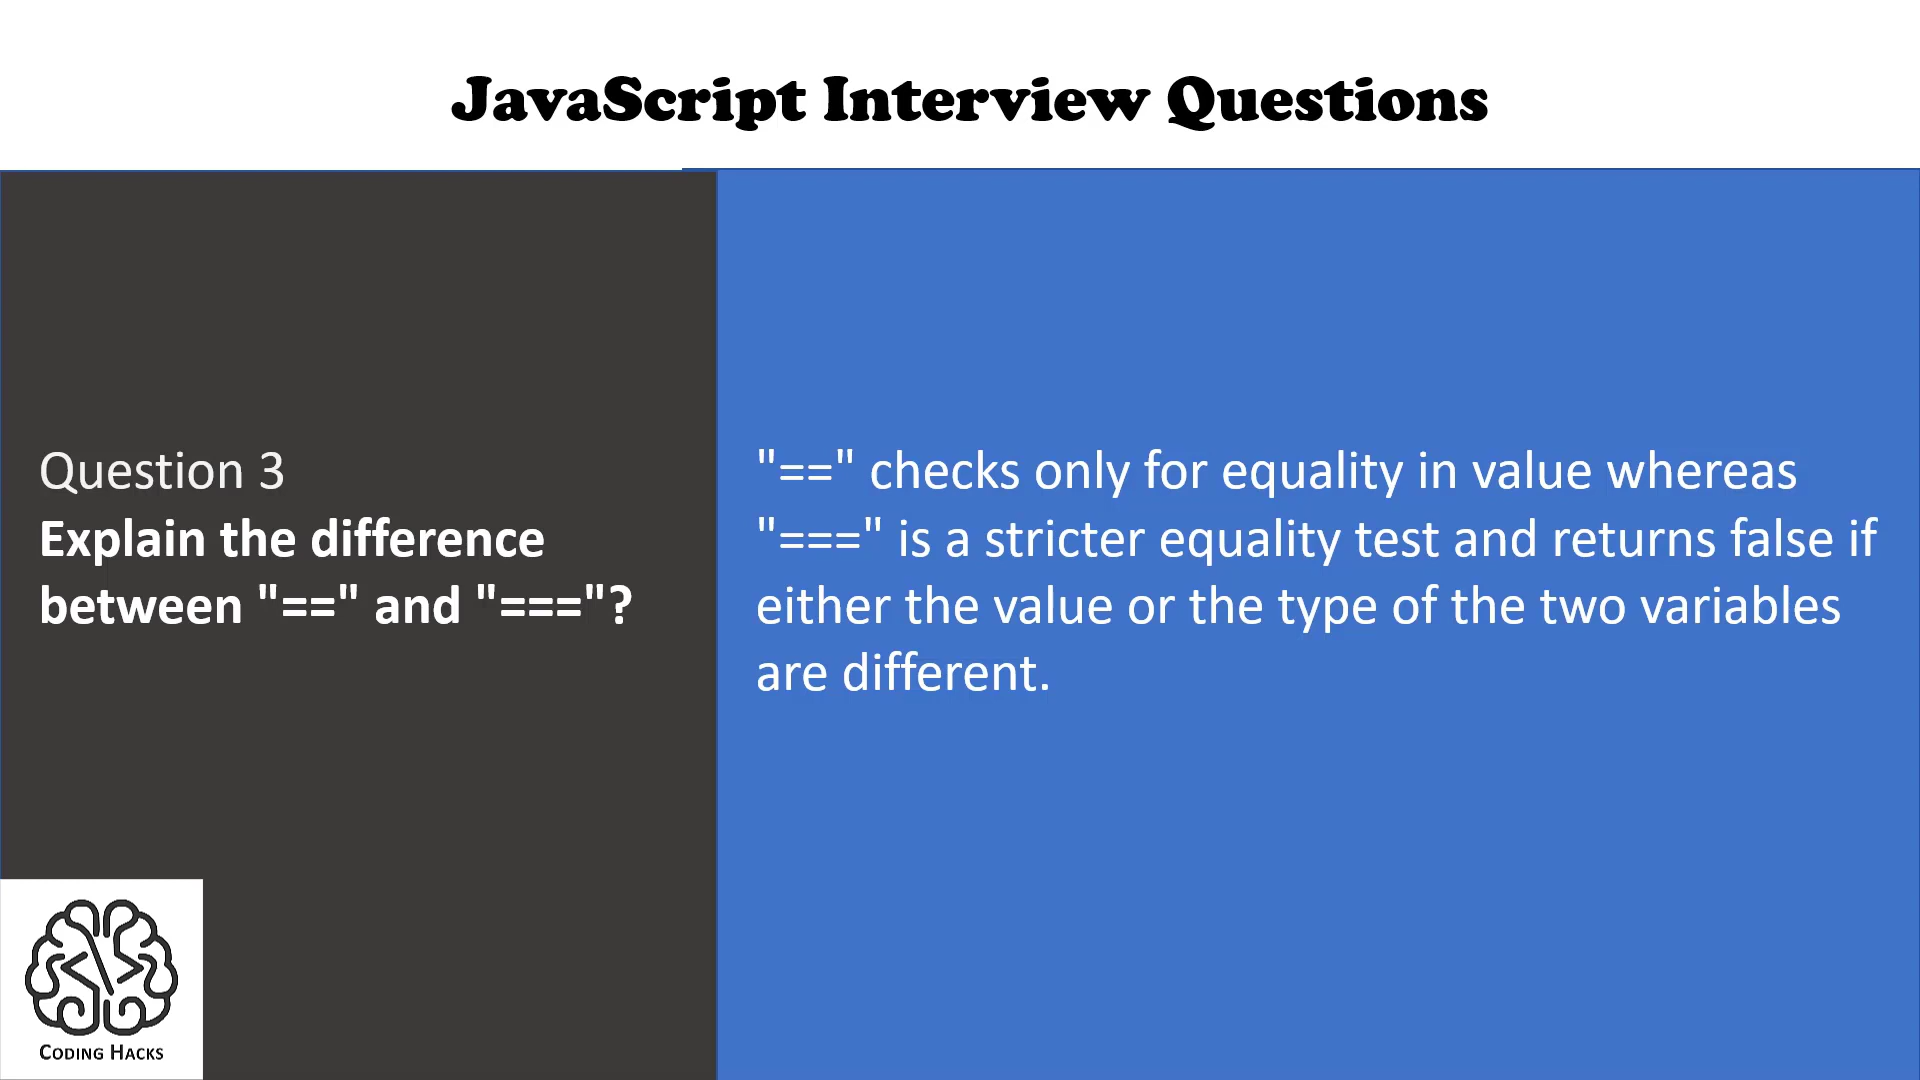 JavaScript Interview Questions
Question 3
Explain the difference
between "==" and "==="?
"==" checks only for equality in value whereas
"===" is a stricter equality test and returns false if
either the value or the type of the two variables
are different.
CODING HACKS